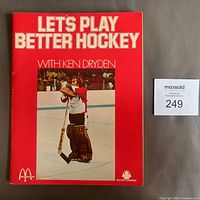 LET'S PLAY
BETTER HOCKEY
WITH KEN DRYDEN
maxsold
249